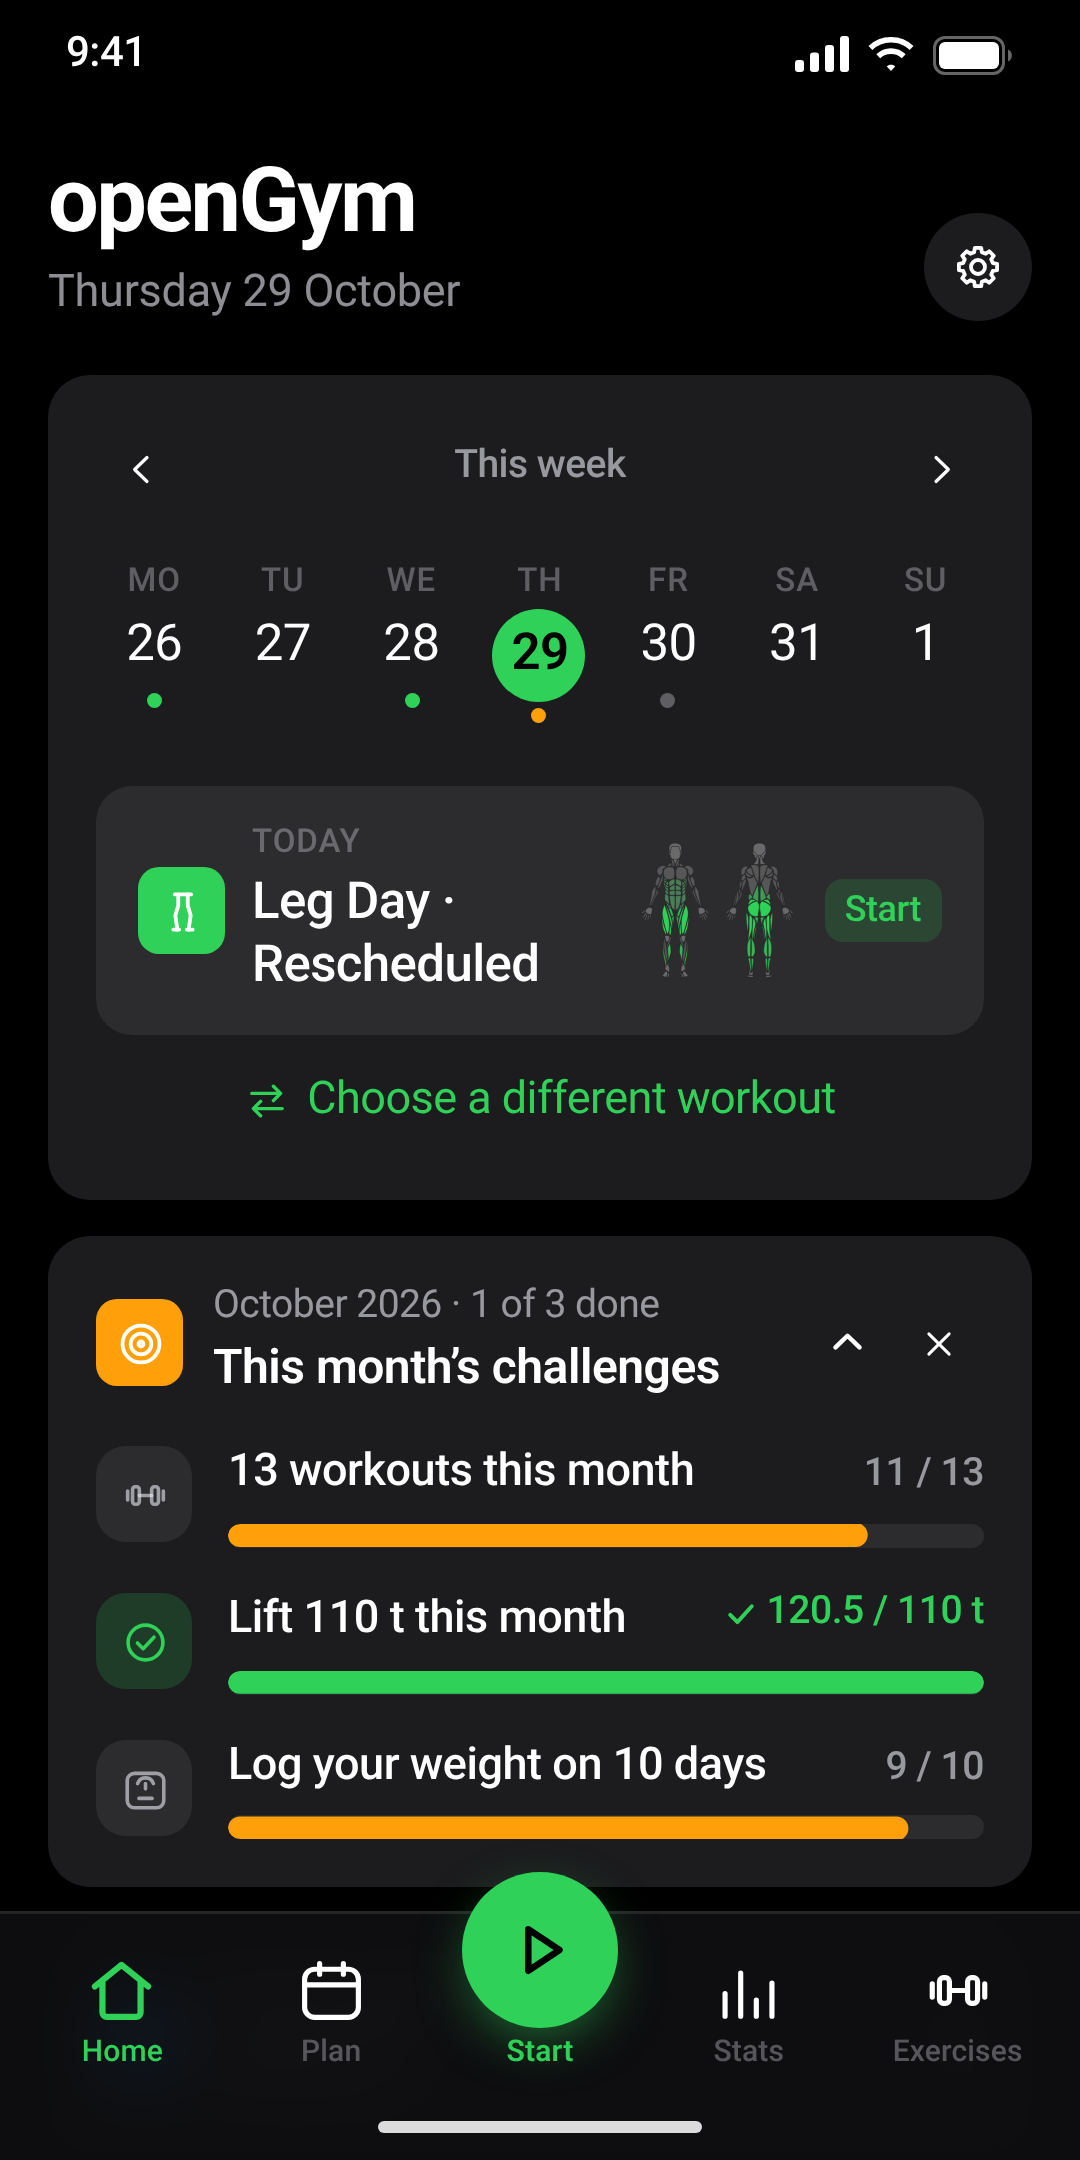 9:41
openGym
Thursday 29 October
This week
MO TU WE TH FR SA SU
26 27 28 29 30 31 1
TODAY
Leg Day ·
Rescheduled
Start
Choose a different workout
October 2026 · 1 of 3 done
This month’s challenges
13 workouts this month 11 / 13
Lift 110 t this month 120.5 / 110 t
Log your weight on 10 days 9 / 10
Home Plan Start Stats Exercises